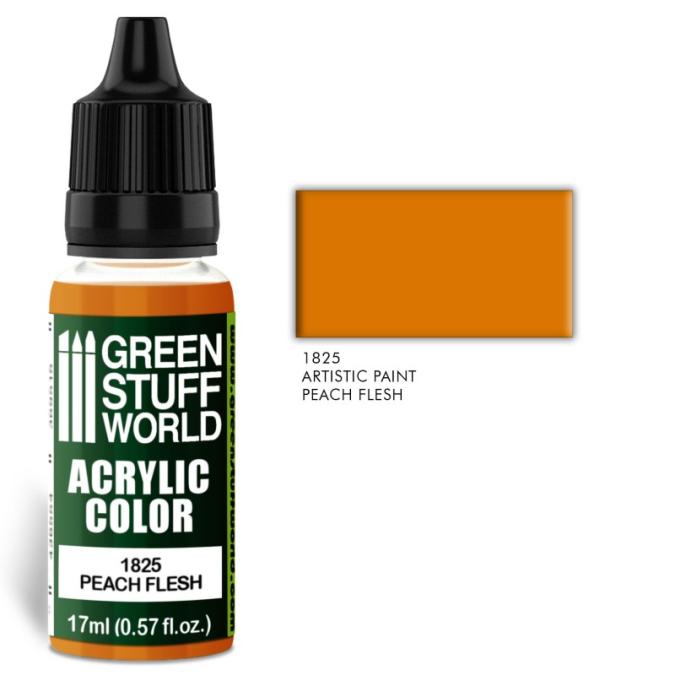 GREEN
STUFF
WORLD
ACRYLIC
COLOR
1825
PEACH FLESH
17ml (0.57 fl.oz.)
1825
ARTISTIC PAINT
PEACH FLESH